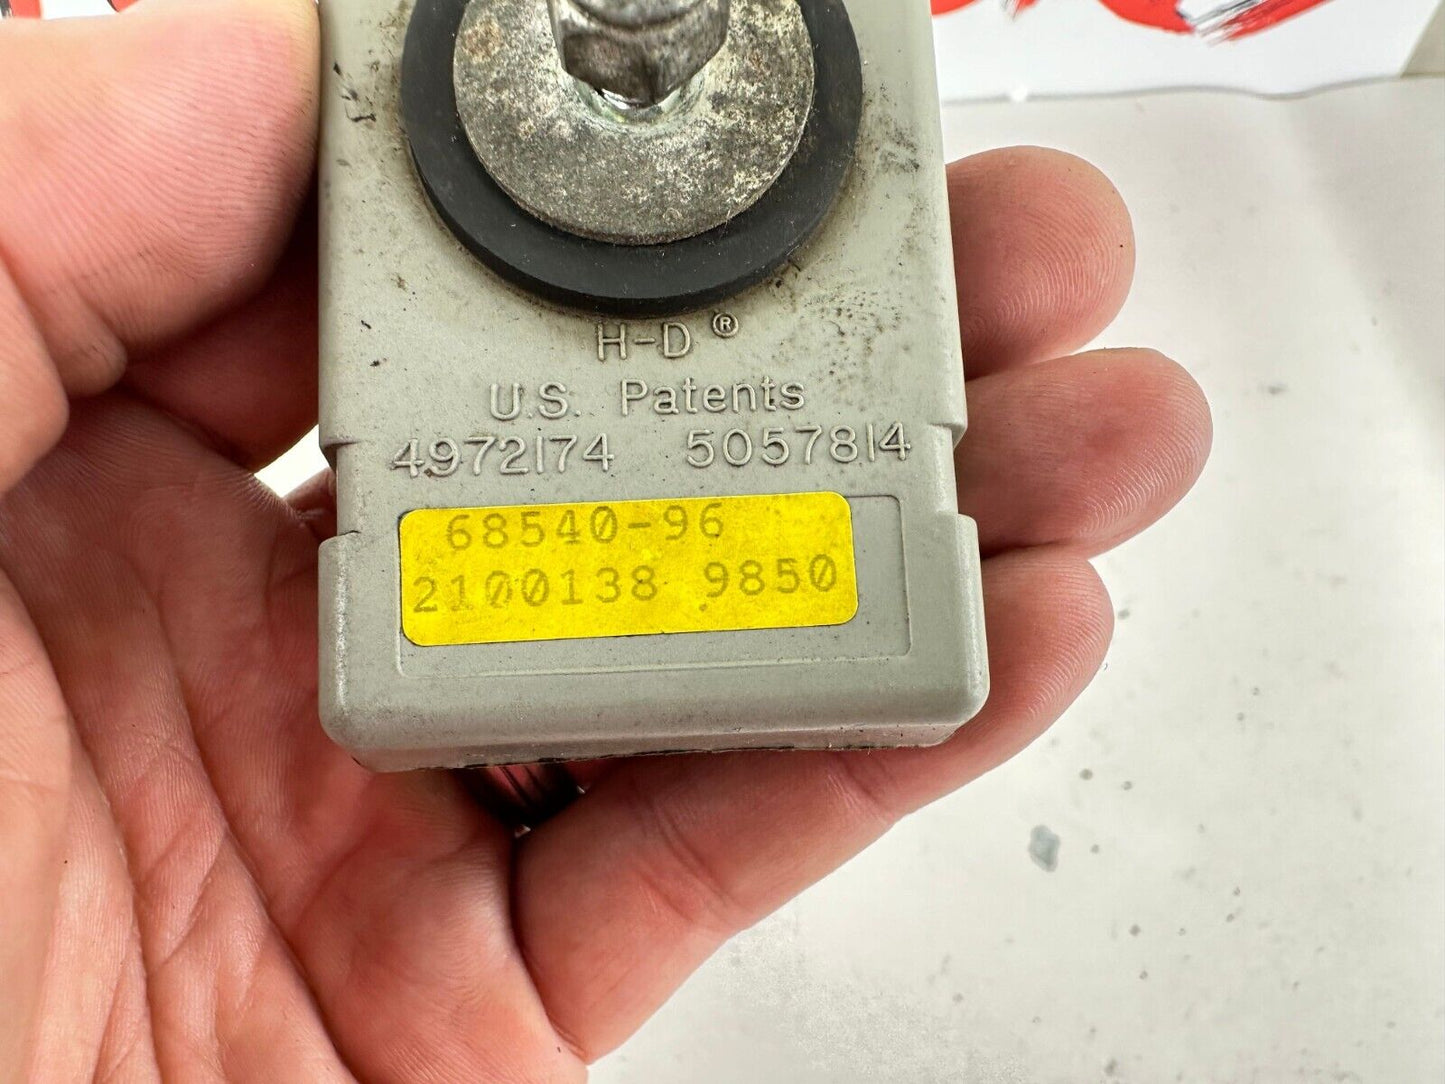 H-D ®
U.S. Patents
4972174 5057814
68540-96
2100138 9850